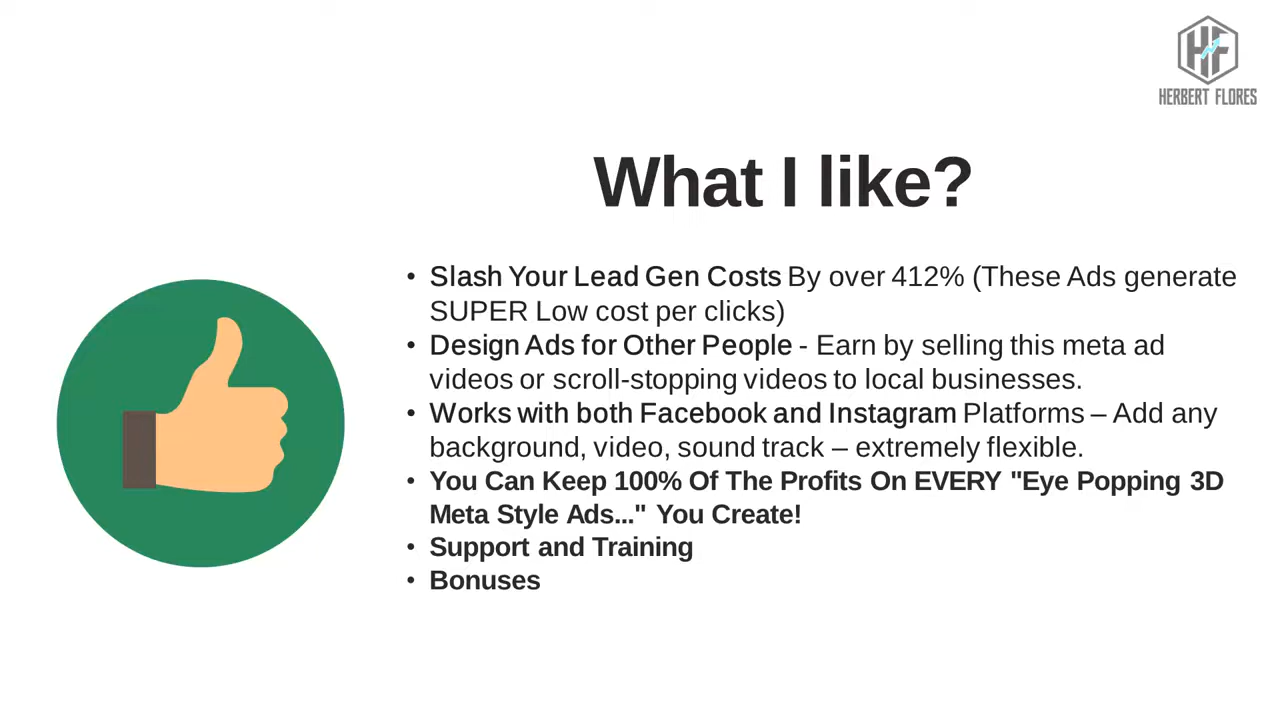 HF
HERBERT FLORES
What I like?
• Slash Your Lead Gen Costs By over 412% (These Ads generate
SUPER Low cost per clicks)
• Design Ads for Other People - Earn by selling this meta ad
videos or scroll-stopping videos to local businesses.
• Works with both Facebook and Instagram Platforms – Add any
background, video, sound track – extremely flexible.
• You Can Keep 100% Of The Profits On EVERY "Eye Popping 3D
Meta Style Ads..." You Create!
• Support and Training
• Bonuses